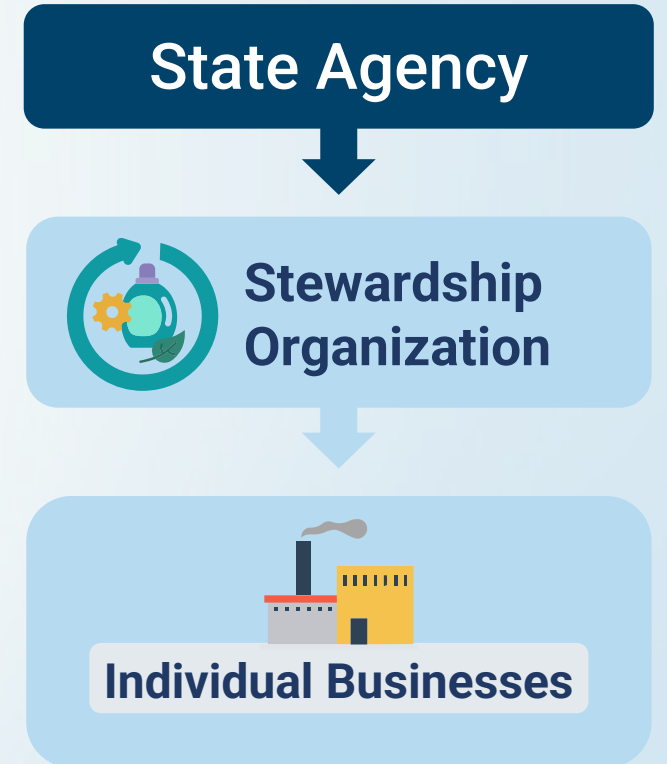 State Agency
Stewardship
Organization
Individual Businesses